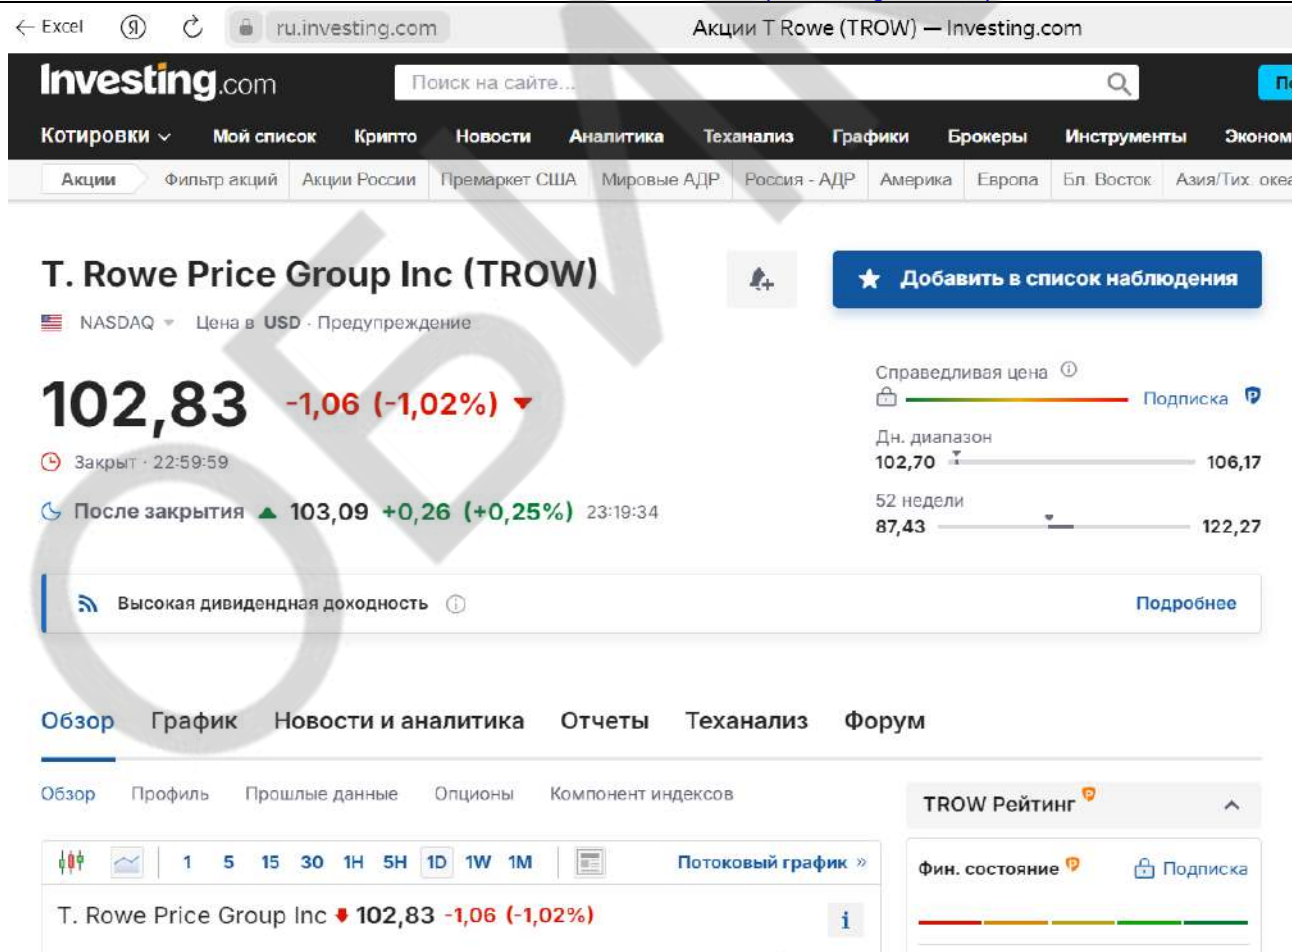 ← Excel Я ru.investing.com Акции T Rowe (TROW) — Investing.com
Investing.com Поиск на сайте...
Котировки Мой список Крипто Новости Аналитика Теханализ Графики Брокеры Инструменты Эконом
Акции Фильтр акций Акции России Премаркет США Мировые АДР Россия - АДР Америка Европа Бл. Восток Азия/Тих. океа
T. Rowe Price Group Inc (TROW)
★ Добавить в список наблюдения
NASDAQ Цена в USD · Предупреждение
102,83 -1,06 (-1,02%)
Закрыт · 22:59:59
После закрытия 103,09 +0,26 (+0,25%) 23:19:34
Справедливая цена
Подписка
Дн. диапазон
102,70 106,17
52 недели
87,43 122,27
Высокая дивидендная доходность Подробнее
Обзор График Новости и аналитика Отчеты Теханализ Форум
Обзор Профиль Прошлые данные Опционы Компонент индексов
1 5 15 30 1H 5H 1D 1W 1M Потоковый график »
T. Rowe Price Group Inc 102,83 -1,06 (-1,02%) i
TROW Рейтинг
Фин. состояние Подписка